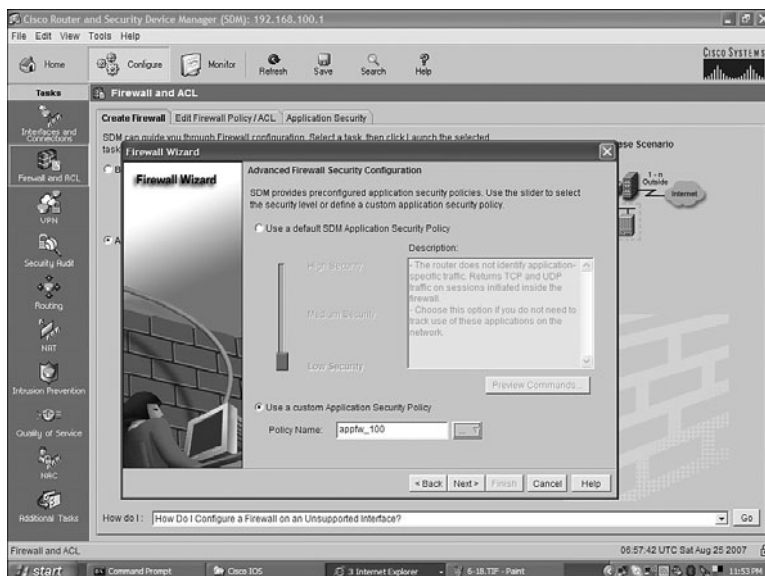 Cisco Router and Security Device Manager (SDM): 192.168.100.1
File Edit View Tools Help
Home
Configure
Monitor
Refresh
Save
Search
Help
CISCO SYSTEMS
Tasks
Firewall and ACL
Interfaces and Connections
Firewall and ACL
VPN
Security Audit
Routing
NAT
Intrusion Prevention
Quality of Service
NAC
Additional Tasks
Create Firewall
Edit Firewall Policy/ACL
Application Security
SDM can guide you through Firewall configuration. Select a task, then click Launch the selected
task
Use Case Scenario
1 - n
Outside
Internet
Firewall Wizard
Firewall Wizard
Advanced Firewall Security Configuration
SDM provides preconfigured application security policies. Use the slider to select
the security level or define a custom application security policy.
Use a default SDM Application Security Policy
High Security
Medium Security
Low Security
Description:
- The router does not identify application-
specific traffic. Returns TCP and UDP
traffic on sessions initiated inside the
firewall.
- Choose this option if you do not need to
track use of these applications on the
network.
Preview Commands...
Use a custom Application Security Policy
Policy Name: appfw_100
...
< Back
Next >
Finish
Cancel
Help
How do I: How Do I Configure a Firewall on an Unsupported Interface?
Go
Firewall and ACL
06:57:42 UTC Sat Aug 25 2007
start
Command Prompt
Cisco IOS
3 Internet Explorer
6-18.TIF - Paint
11:53 PM